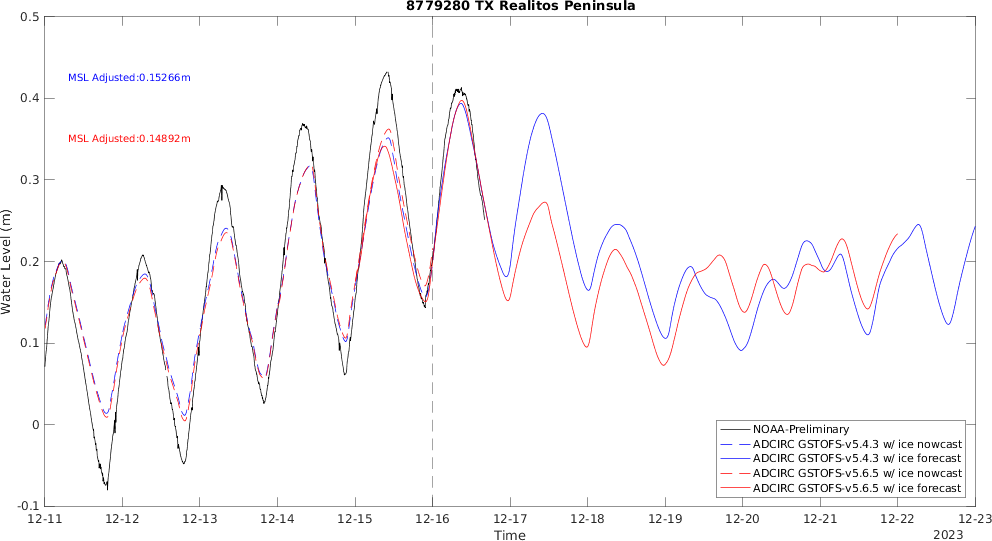 8779280 TX Realitos Peninsula
0.5
0.4
0.3
0.2
0.1
0
-0.1
Water Level (m)
MSL Adjusted:0.15266m
MSL Adjusted:0.14892m
NOAA-Preliminary
ADCIRC GSTOFS-v5.4.3 w/ ice nowcast
ADCIRC GSTOFS-v5.4.3 w/ ice forecast
ADCIRC GSTOFS-v5.6.5 w/ ice nowcast
ADCIRC GSTOFS-v5.6.5 w/ ice forecast
12-11 12-12 12-13 12-14 12-15 12-16 12-17 12-18 12-19 12-20 12-21 12-22 12-23
Time
2023